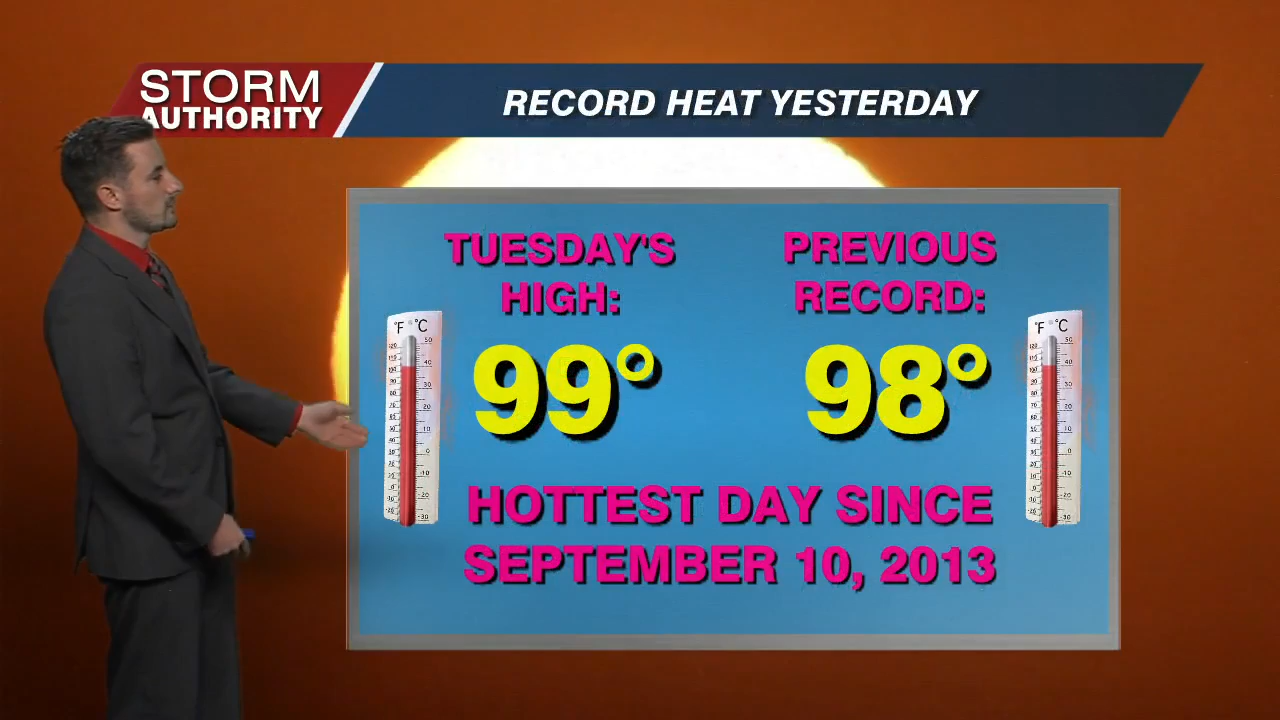 STORM
AUTHORITY
RECORD HEAT YESTERDAY
TUESDAY'S
HIGH:
99°
PREVIOUS
RECORD:
98°
°F °C
°F °C
HOTTEST DAY SINCE
SEPTEMBER 10, 2013